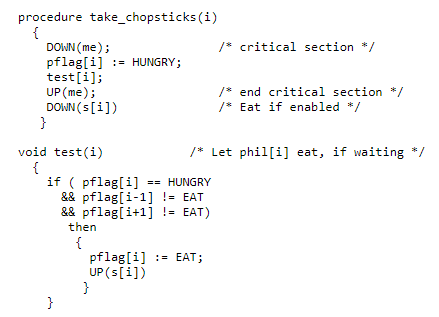 procedure take_chopsticks(i)
  {
    DOWN(me);               /* critical section */
    pflag[i] := HUNGRY;
    test[i];
    UP(me);                 /* end critical section */
    DOWN(s[i])              /* Eat if enabled */
   }
void test(i)            /* Let phil[i] eat, if waiting */
  {
    if ( pflag[i] == HUNGRY
      && pflag[i-1] != EAT
      && pflag[i+1] != EAT)
       then
        {
          pflag[i] := EAT;
          UP(s[i])
         }
    }